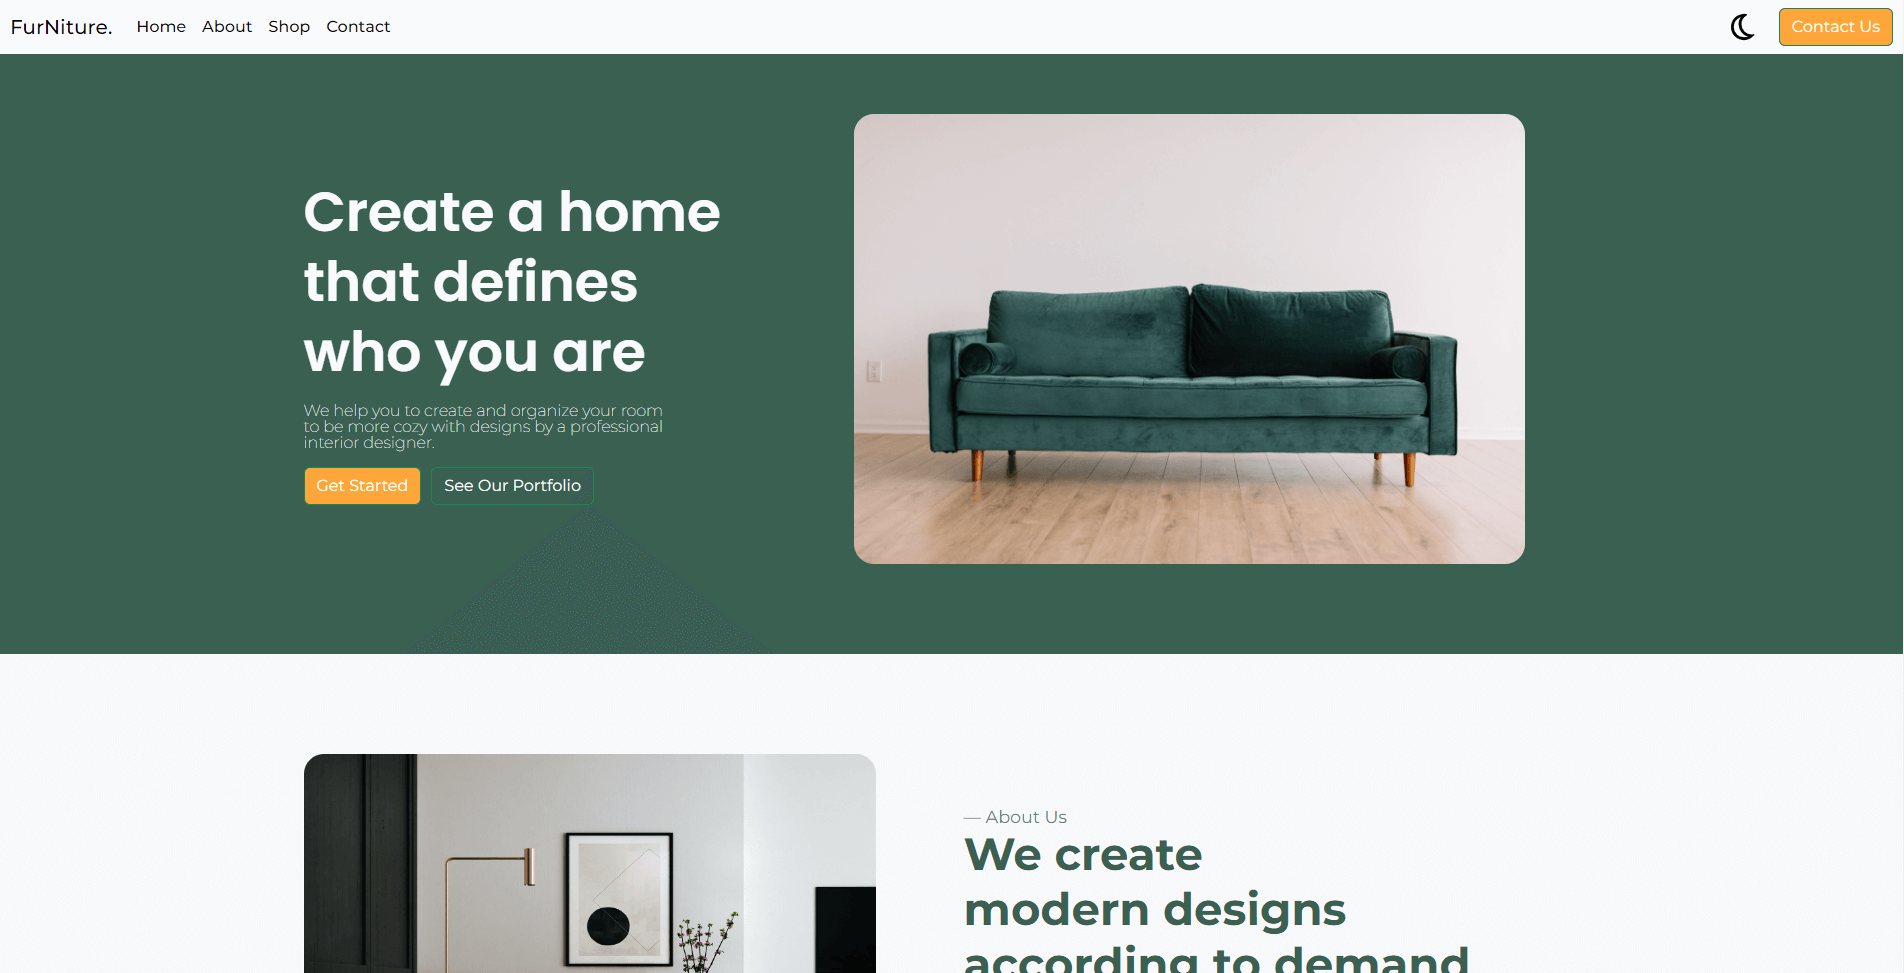 FurNiture. Home About Shop Contact Contact Us
Create a home
that defines
who you are
We help you to create and organize your room
to be more cozy with designs by a professional
interior designer.
Get Started See Our Portfolio
— About Us
We create
modern designs
according to demand